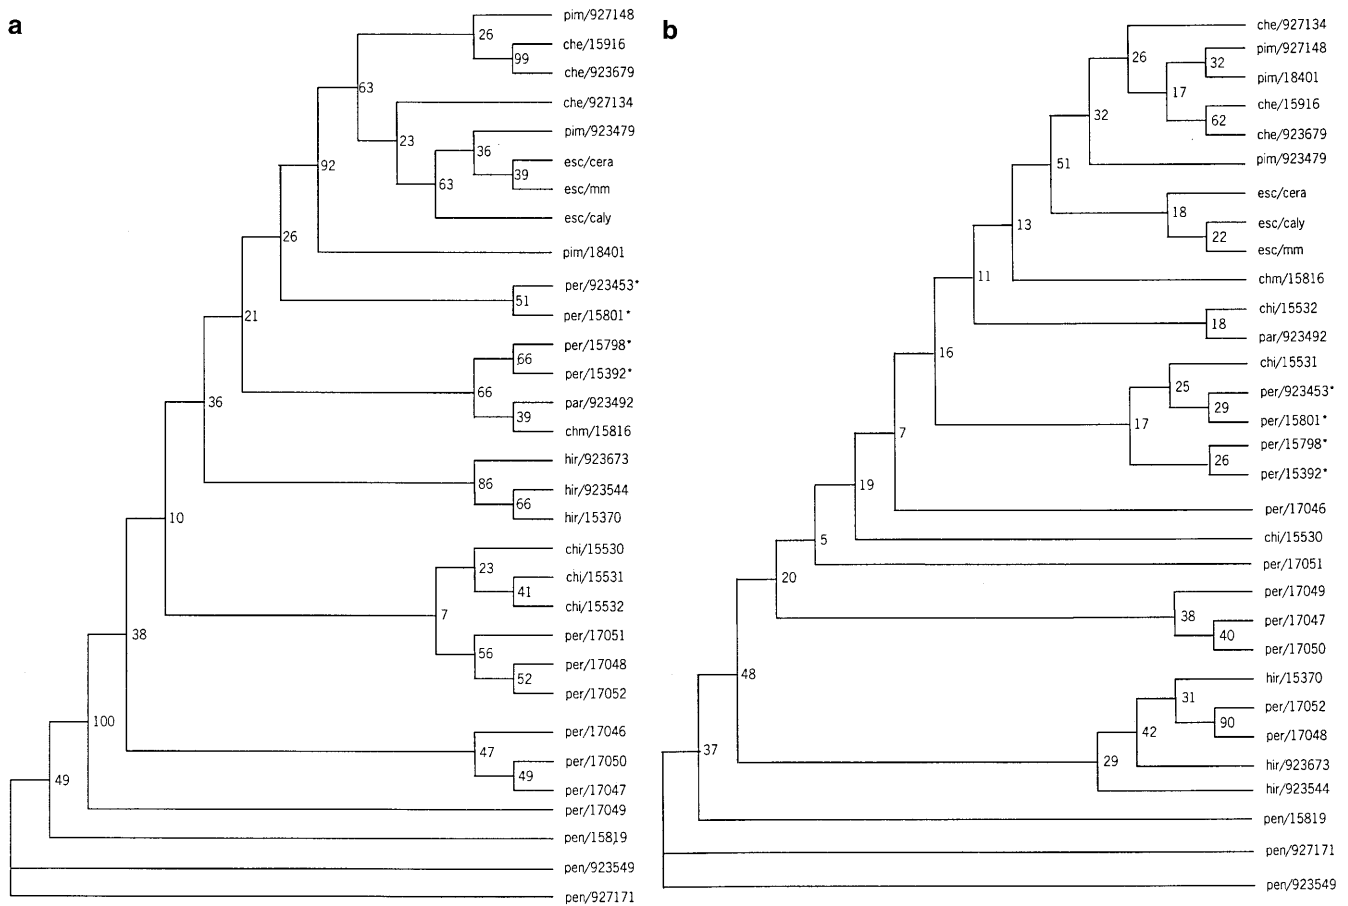 a
pim/927148
26
che/15916
99
che/923679
63
che/927134
23
pim/923479
36
esc/cera
39
esc/mm
63
esc/caly
92
26
pim/18401
per/923453*
51
per/15801*
21
per/15798*
66
per/15392*
66
par/923492
39
chm/15816
36
hir/923673
86
hir/923544
66
hir/15370
10
chi/15530
23
chi/15531
41
chi/15532
7
per/17051
56
per/17048
52
per/17052
38
per/17046
47
per/17050
49
per/17047
100
per/17049
49
pen/15819
pen/923549
pen/927171
b
che/927134
26
pim/927148
32
pim/18401
17
che/15916
62
che/923679
32
pim/923479
51
esc/cera
18
esc/caly
22
esc/mm
13
chm/15816
11
chi/15532
18
par/923492
16
chi/15531
25
per/923453*
29
per/15801*
17
per/15798*
26
per/15392*
7
per/17046
19
chi/15530
5
per/17051
20
per/17049
38
per/17047
40
per/17050
48
hir/15370
31
per/17052
90
per/17048
42
hir/923673
29
hir/923544
37
pen/15819
pen/927171
pen/923549